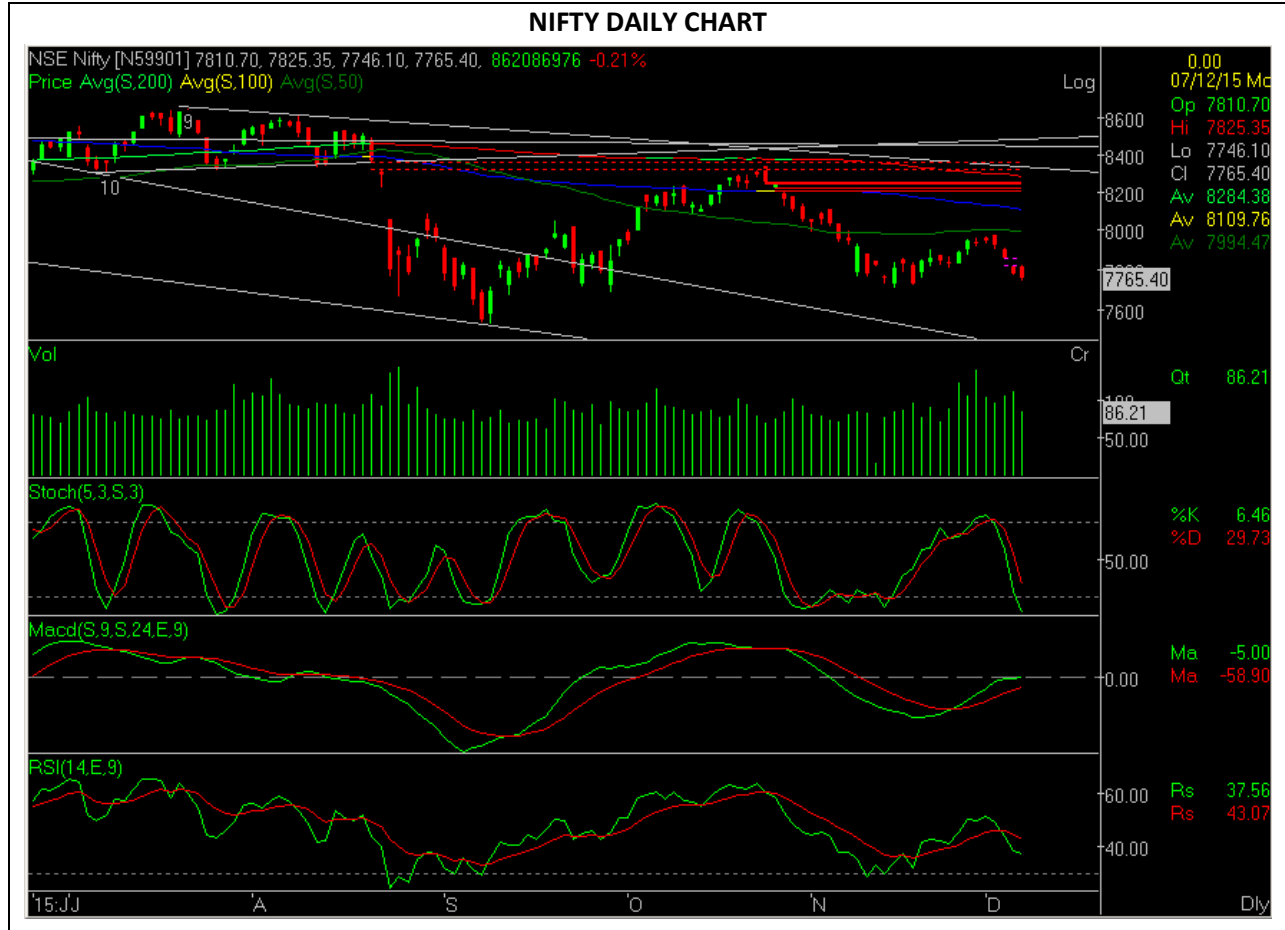 NIFTY DAILY CHART
NSE Nifty [N59901] 7810.70, 7825.35, 7746.10, 7765.40, 862086976 -0.21%
Price Avg(S,200) Avg(S,100) Avg(S,50)
Log
0.00
07/12/15 Mo
Op 7810.70
Hi 7825.35
Lo 7746.10
Cl 7765.40
Av 8284.38
Av 8109.76
Av 7994.47
9
10
8600
8400
8200
8000
7765.40
7600
Vol
Cr
Qt 86.21
86.21
50.00
Stoch(5,3,S,3)
%K 6.46
%D 29.73
50.00
Macd(S,9,S,24,E,9)
Ma -5.00
Ma -58.90
0.00
RSI(14,E,9)
Rs 37.56
Rs 43.07
60.00
40.00
'15:J'J 'A 'S 'O 'N 'D
Dly